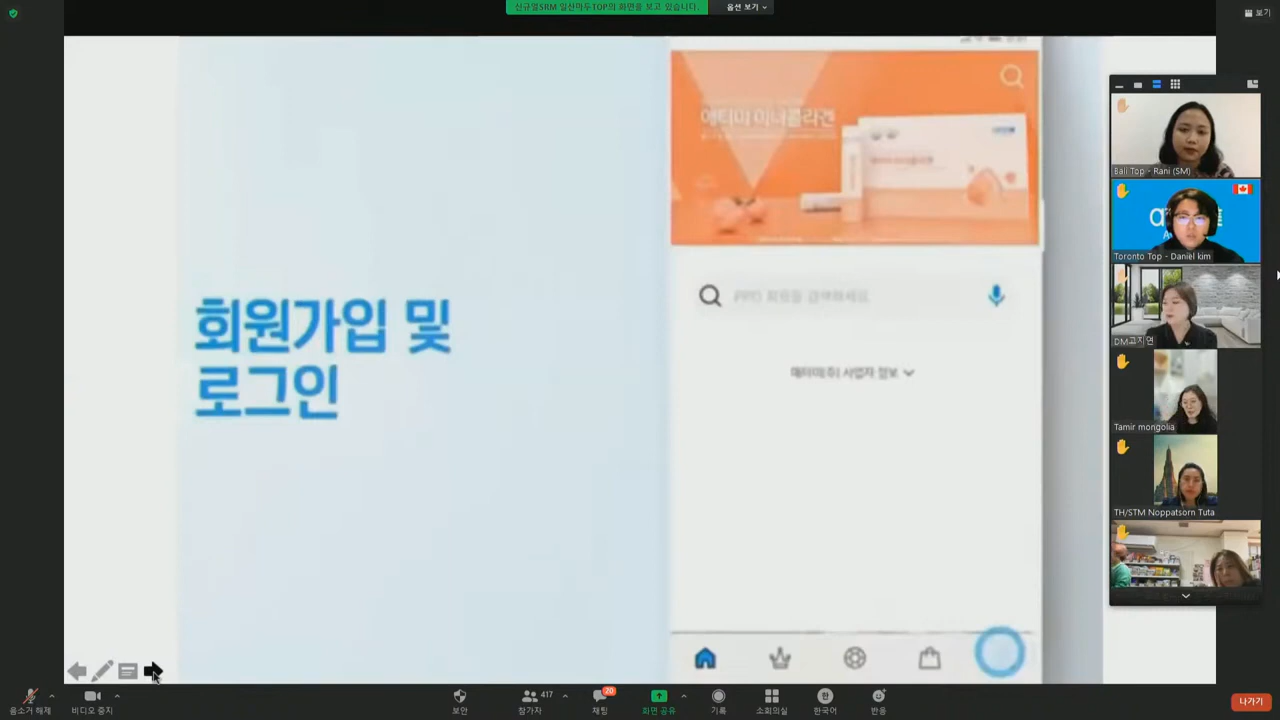 신규열SRM 일산마두TOP의 화면을 보고 있습니다.
옵션 보기
보기
애터미 이너콜라겐
회원가입 및
로그인
애터미(주) 사업자 정보
Bali Top - Rani (SM)
Toronto Top - Daniel kim
DM고지연
Tamir mongolia
TH/STM Noppatsorn Tuta
음소거 해제
비디오 중지
보안
417
참가자
20
채팅
화면 공유
기록
소회의실
한
한국어
반응
나가기